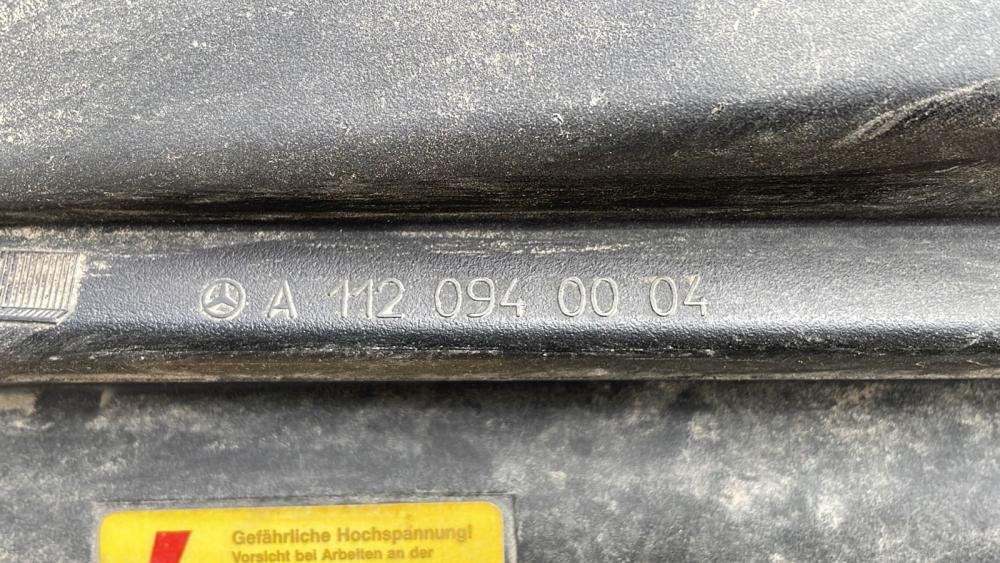 A 112 094 00 04
Gefährliche Hochspannung!
Vorsicht bei Arbeiten an der